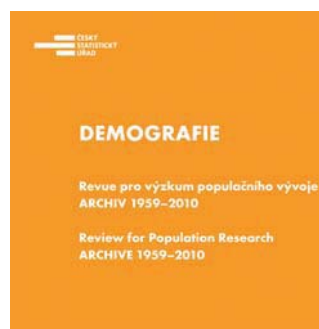 ČESKÝ
STATISTICKÝ
ÚŘAD
DEMOGRAFIE
Revue pro výzkum populačního vývoje
ARCHIV 1959–2010
Review for Population Research
ARCHIVE 1959–2010